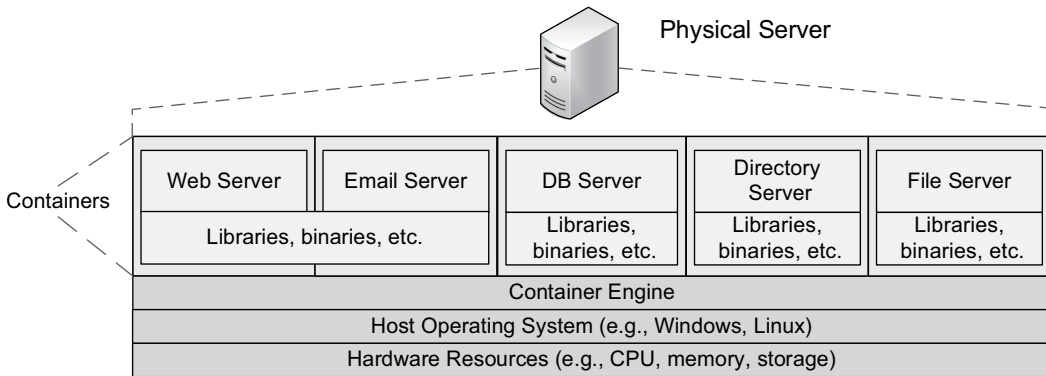 Physical Server
Containers
Web Server
Email Server
DB Server
Directory
Server
File Server
Libraries, binaries, etc.
Libraries,
binaries, etc.
Libraries,
binaries, etc.
Libraries,
binaries, etc.
Container Engine
Host Operating System (e.g., Windows, Linux)
Hardware Resources (e.g., CPU, memory, storage)